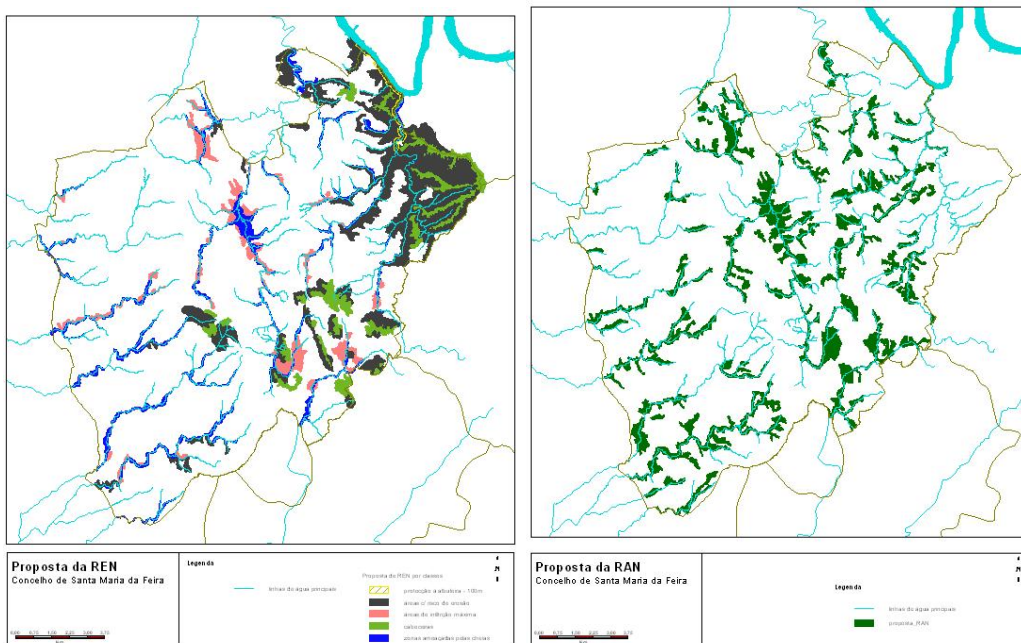 Proposta da REN
Concelho de Santa Maria da Feira
Legenda
linhas de água principais
Proposta da REN por classes
protecção a albufeira - 100m
áreas c/ risco de erosão
áreas de infiltração máxima
cabeceiras
zonas ameaçadas pelas cheias
Proposta da RAN
Concelho de Santa Maria da Feira
Legenda
linhas de água principais
proposta_RAN